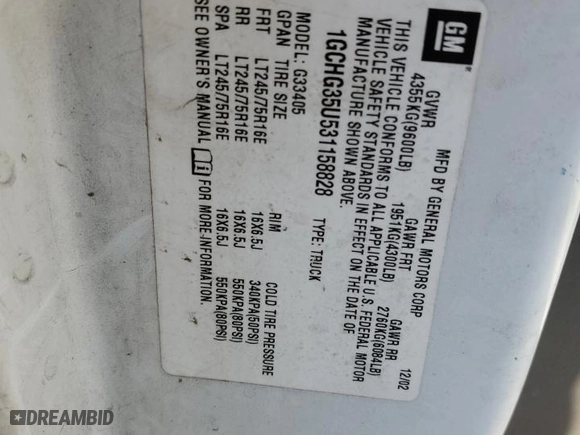 GM
MFD BY GENERAL MOTORS CORP 12/02
GVWR GAWR FRT GAWR RR
4355KG(9600LB) 1951KG(4300LB) 2760KG(6084LB)
THIS VEHICLE CONFORMS TO ALL APPLICABLE U.S. FEDERAL MOTOR
VEHICLE SAFETY STANDARDS IN EFFECT ON THE DATE OF
MANUFACTURE SHOWN ABOVE.
1GCHG35U531158828 TYPE: TRUCK
MODEL: G33405
GPAN TIRE SIZE RIM COLD TIRE PRESSURE
FRT LT245/75R16E 16X6.5J 340KPA(50PSI)
RR LT245/75R16E 16X6.5J 550KPA(80PSI)
SPA LT245/75R16E 16X6.5J 550KPA(80PSI)
SEE OWNER'S MANUAL FOR MORE INFORMATION.
DREAMBID